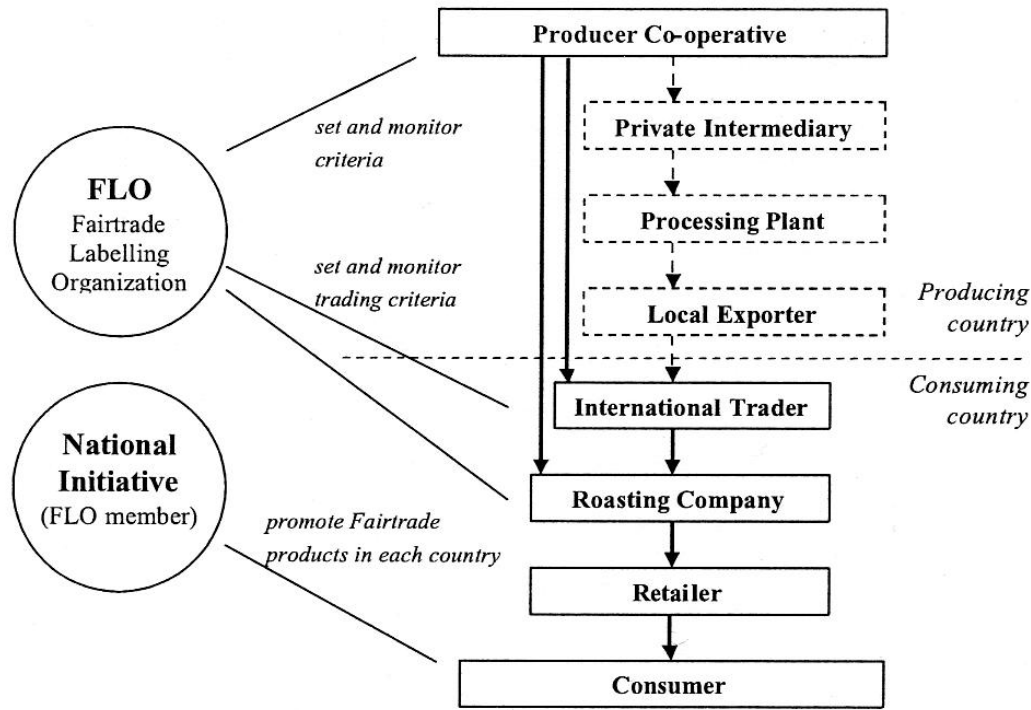 Producer Co-operative
set and monitor
criteria
Private Intermediary
FLO
Fairtrade
Labelling
Organization
Processing Plant
set and monitor
trading criteria
Local Exporter
Producing
country
Consuming
country
International Trader
National
Initiative
(FLO member)
Roasting Company
promote Fairtrade
products in each country
Retailer
Consumer